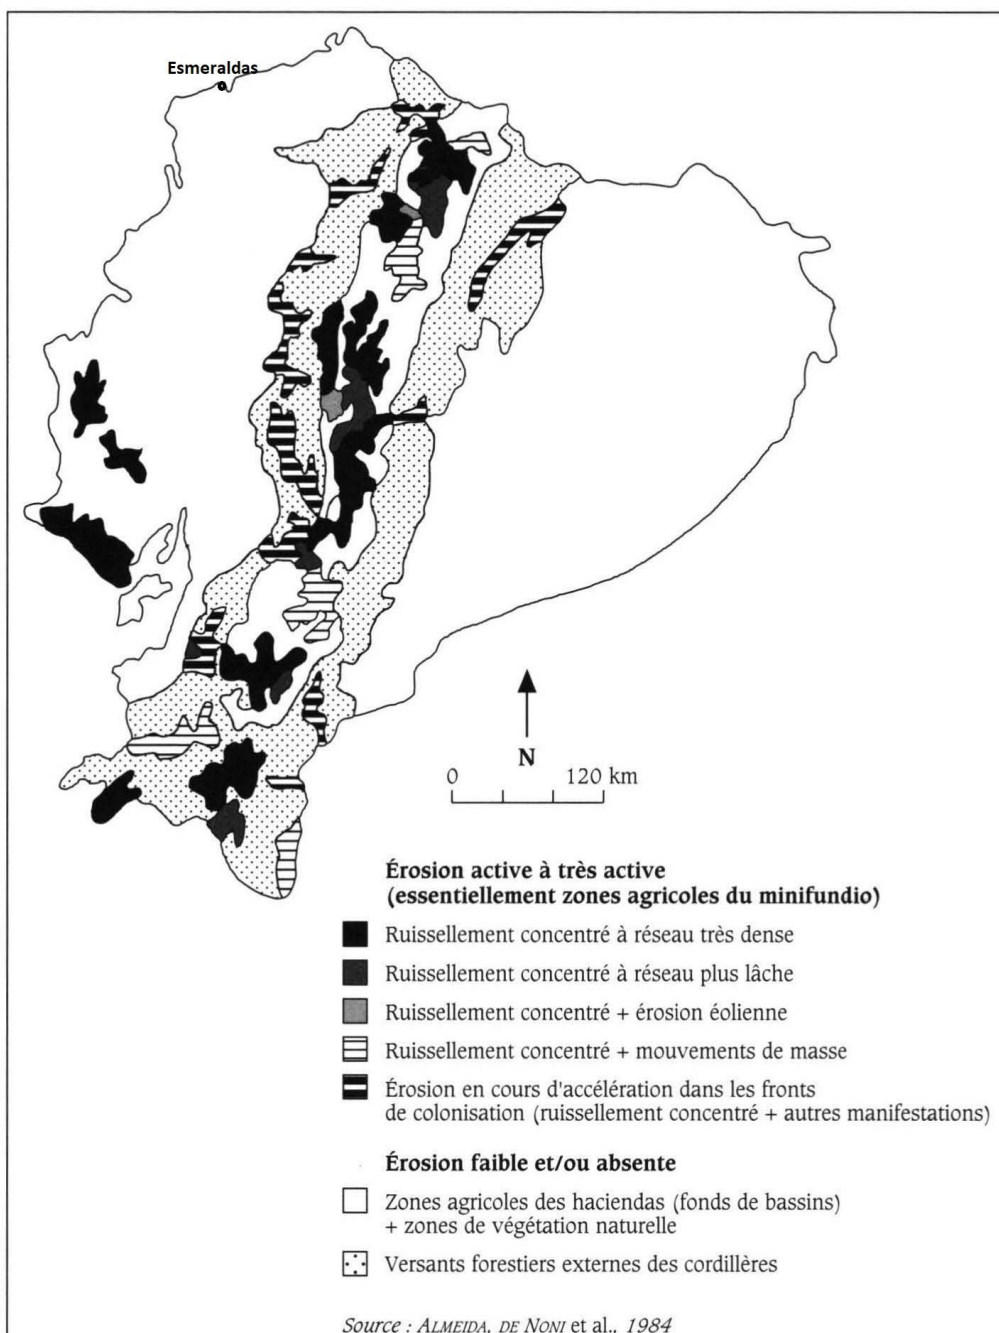 Esmeraldas
N
0 120 km
Érosion active à très active
(essentiellement zones agricoles du minifundio)
Ruissellement concentré à réseau très dense
Ruissellement concentré à réseau plus lâche
Ruissellement concentré + érosion éolienne
Ruissellement concentré + mouvements de masse
Érosion en cours d'accélération dans les fronts
de colonisation (ruissellement concentré + autres manifestations)
Érosion faible et/ou absente
Zones agricoles des haciendas (fonds de bassins)
+ zones de végétation naturelle
Versants forestiers externes des cordillères
Source : ALMEIDA, DE NONI et al., 1984